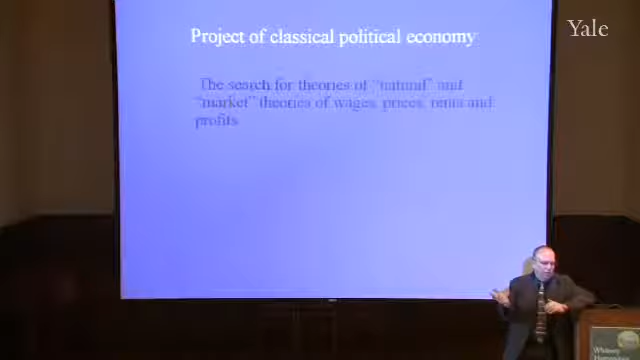 Yale
Project of classical political economy
The search for theories of "natural" and
"market" theories of wages, prices, rents and
profits
Whitney